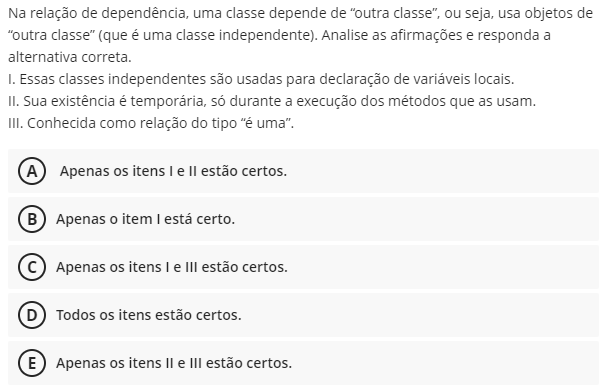 Na relação de dependência, uma classe depende de “outra classe”, ou seja, usa objetos de
“outra classe” (que é uma classe independente). Analise as afirmações e responda a
alternativa correta.
I. Essas classes independentes são usadas para declaração de variáveis locais.
II. Sua existência é temporária, só durante a execução dos métodos que as usam.
III. Conhecida como relação do tipo “é uma”.
A Apenas os itens I e II estão certos.
B Apenas o item I está certo.
C Apenas os itens I e III estão certos.
D Todos os itens estão certos.
E Apenas os itens II e III estão certos.